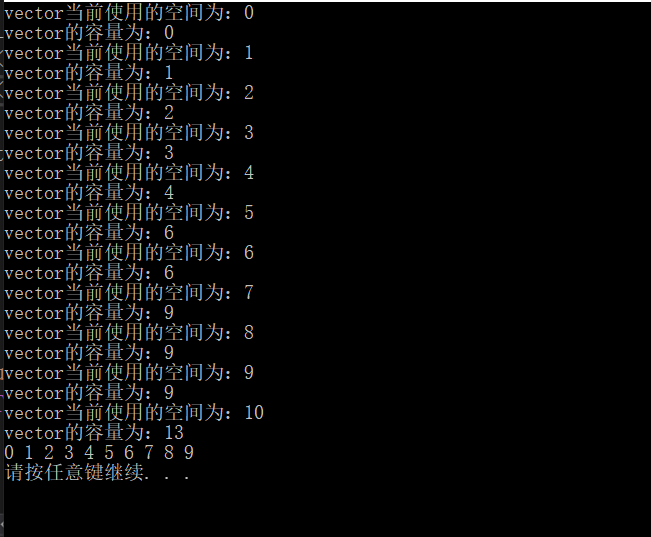 vector当前使用的空间为：0
vector的容量为：0
vector当前使用的空间为：1
vector的容量为：1
vector当前使用的空间为：2
vector的容量为：2
vector当前使用的空间为：3
vector的容量为：3
vector当前使用的空间为：4
vector的容量为：4
vector当前使用的空间为：5
vector的容量为：6
vector当前使用的空间为：6
vector的容量为：6
vector当前使用的空间为：7
vector的容量为：9
vector当前使用的空间为：8
vector的容量为：9
vector当前使用的空间为：9
vector的容量为：9
vector当前使用的空间为：10
vector的容量为：13
0 1 2 3 4 5 6 7 8 9
请按任意键继续. . .